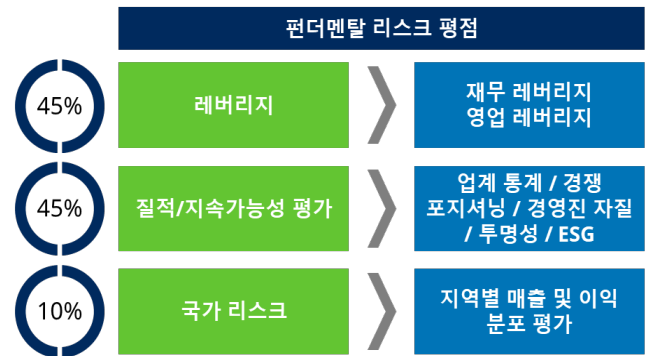 펀더멘탈 리스크 평점
45%
레버리지
재무 레버리지
영업 레버리지
45%
질적/지속가능성 평가
업계 통계 / 경쟁
포지셔닝 / 경영진 자질
/ 투명성 / ESG
10%
국가 리스크
지역별 매출 및 이익
분포 평가